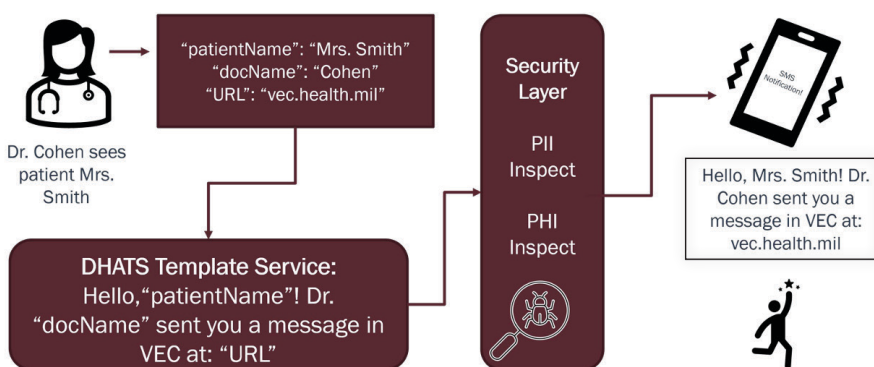 “patientName”: “Mrs. Smith”
“docName”: “Cohen”
“URL”: “vec.health.mil”
Dr. Cohen sees
patient Mrs.
Smith
DHATS Template Service:
Hello,“patientName”! Dr.
“docName” sent you a message in
VEC at: “URL”
Security
Layer
PII
Inspect
PHI
Inspect
SMS
Notification!
Hello, Mrs. Smith! Dr.
Cohen sent you a
message in VEC at:
vec.health.mil